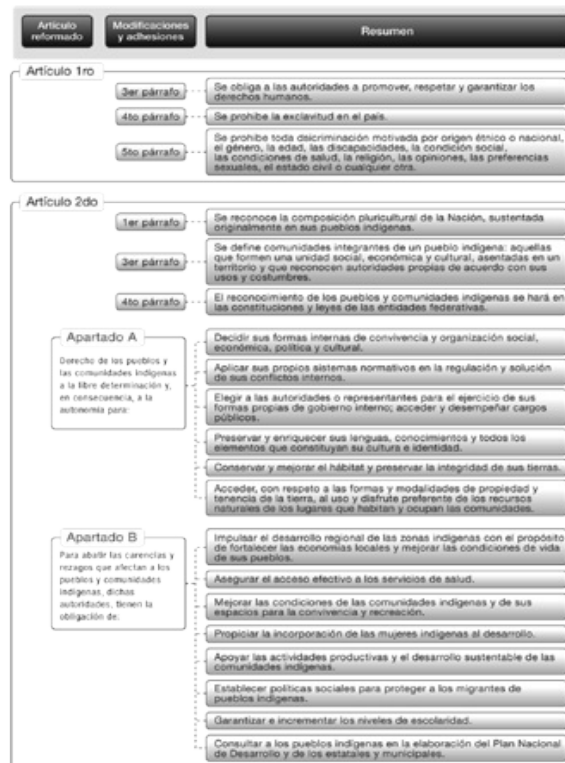 Artículo reformado
Modificaciones y adhesiones
Resumen
Artículo 1ro
3er párrafo
Se obliga a las autoridades a promover, respetar y garantizar los
derechos humanos.
4to párrafo
Se prohibe la exclavitud en el país.
5to párrafo
Se prohibe toda dsicriminación motivada por origen étnico o nacional,
el género, la edad, las discapacidades, la condición social,
las condiciones de salud, la religión, las opiniones, las preferencias
sexuales, el estado civil o cualquier otra.
Artículo 2do
1er párrafo
Se reconoce la composición pluricultural de la Nación, sustentada
originalmente en sus pueblos indígenas.
3er párrafo
Se define comunidades integrantes de un pueblo indígena: aquellas
que formen una unidad social, económica y cultural, asentadas en un
territorio y que reconocen autoridades propias de acuerdo con sus
usos y costumbres.
4to párrafo
El reconocimiento de los pueblos y comunidades indígenas se hará en
las constituciones y leyes de las entidades federativas.
Apartado A
Derecho de los pueblos y
las comunidades indígenas
a la libre determinación y,
en consecuencia, a la
autonomía para:
Decidir sus formas internas de convivencia y organización social,
económica, política y cultural.
Aplicar sus propios sistemas normativos en la regulación y solución
de sus conflictos internos.
Elegir a las autoridades o representantes para el ejercicio de sus
formas propias de gobierno interno; acceder y desempeñar cargos
públicos.
Preservar y enriquecer sus lenguas, conocimientos y todos los
elementos que constituyan su cultura e identidad.
Conservar y mejorar el hábitat y preservar la integridad de sus tierras.
Acceder, con respeto a las formas y modalidades de propiedad y
tenencia de la tierra, al uso y disfrute preferente de los recursos
naturales de los lugares que habitan y ocupan las comunidades.
Apartado B
Para abatir las carencias y
rezagos que afectan a los
pueblos y comunidades
indígenas, dichas
autoridades, tienen la
obligación de:
Impulsar el desarrollo regional de las zonas indígenas con el propósito
de fortalecer las economías locales y mejorar las condiciones de vida
de sus pueblos.
Asegurar el acceso efectivo a los servicios de salud.
Mejorar las condiciones de las comunidades indígenas y de sus
espacios para la convivencia y recreación.
Propiciar la incorporación de las mujeres indígenas al desarrollo.
Apoyar las actividades productivas y el desarrollo sustentable de las
comunidades indígenas.
Establecer políticas sociales para proteger a los migrantes de
pueblos indígenas.
Garantizar e incrementar los niveles de escolaridad.
Consultar a los pueblos indígenas en la elaboración del Plan Nacional
de Desarrollo y de los estatales y municipales.